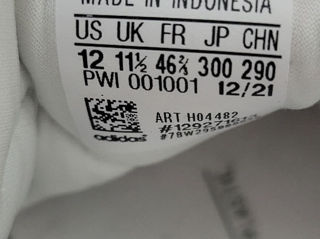 MADE IN INDONESIA
US UK FR JP CHN
12 11½ 46⅔ 300 290
PWI 001001 12/21
ART H04482
adidas